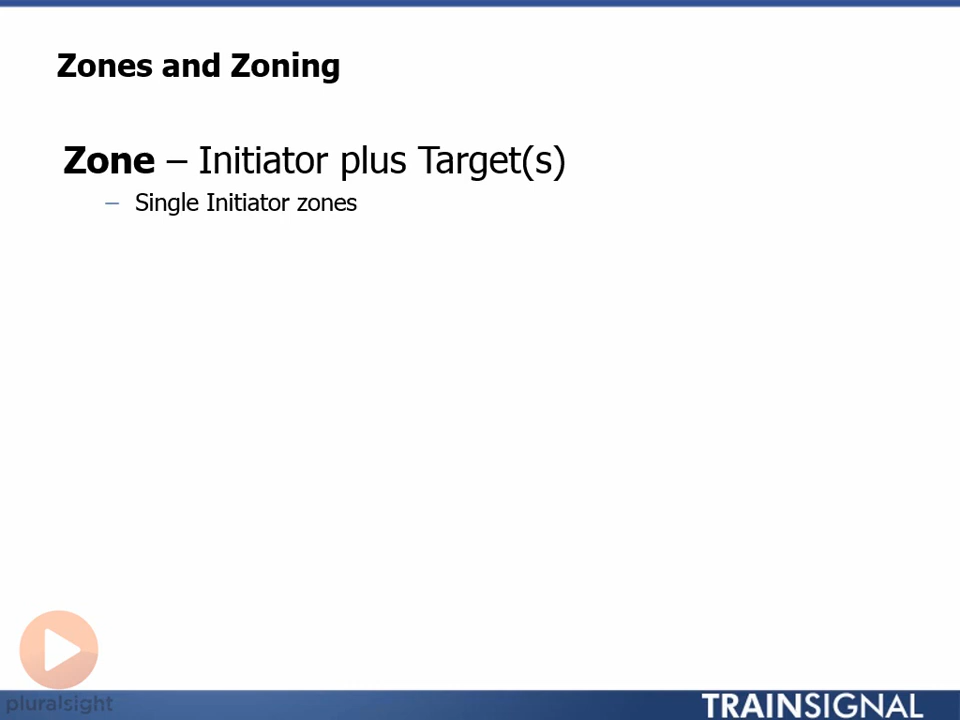 Zones and Zoning
Zone – Initiator plus Target(s)
– Single Initiator zones
pluralsight
TRAINSIGNAL